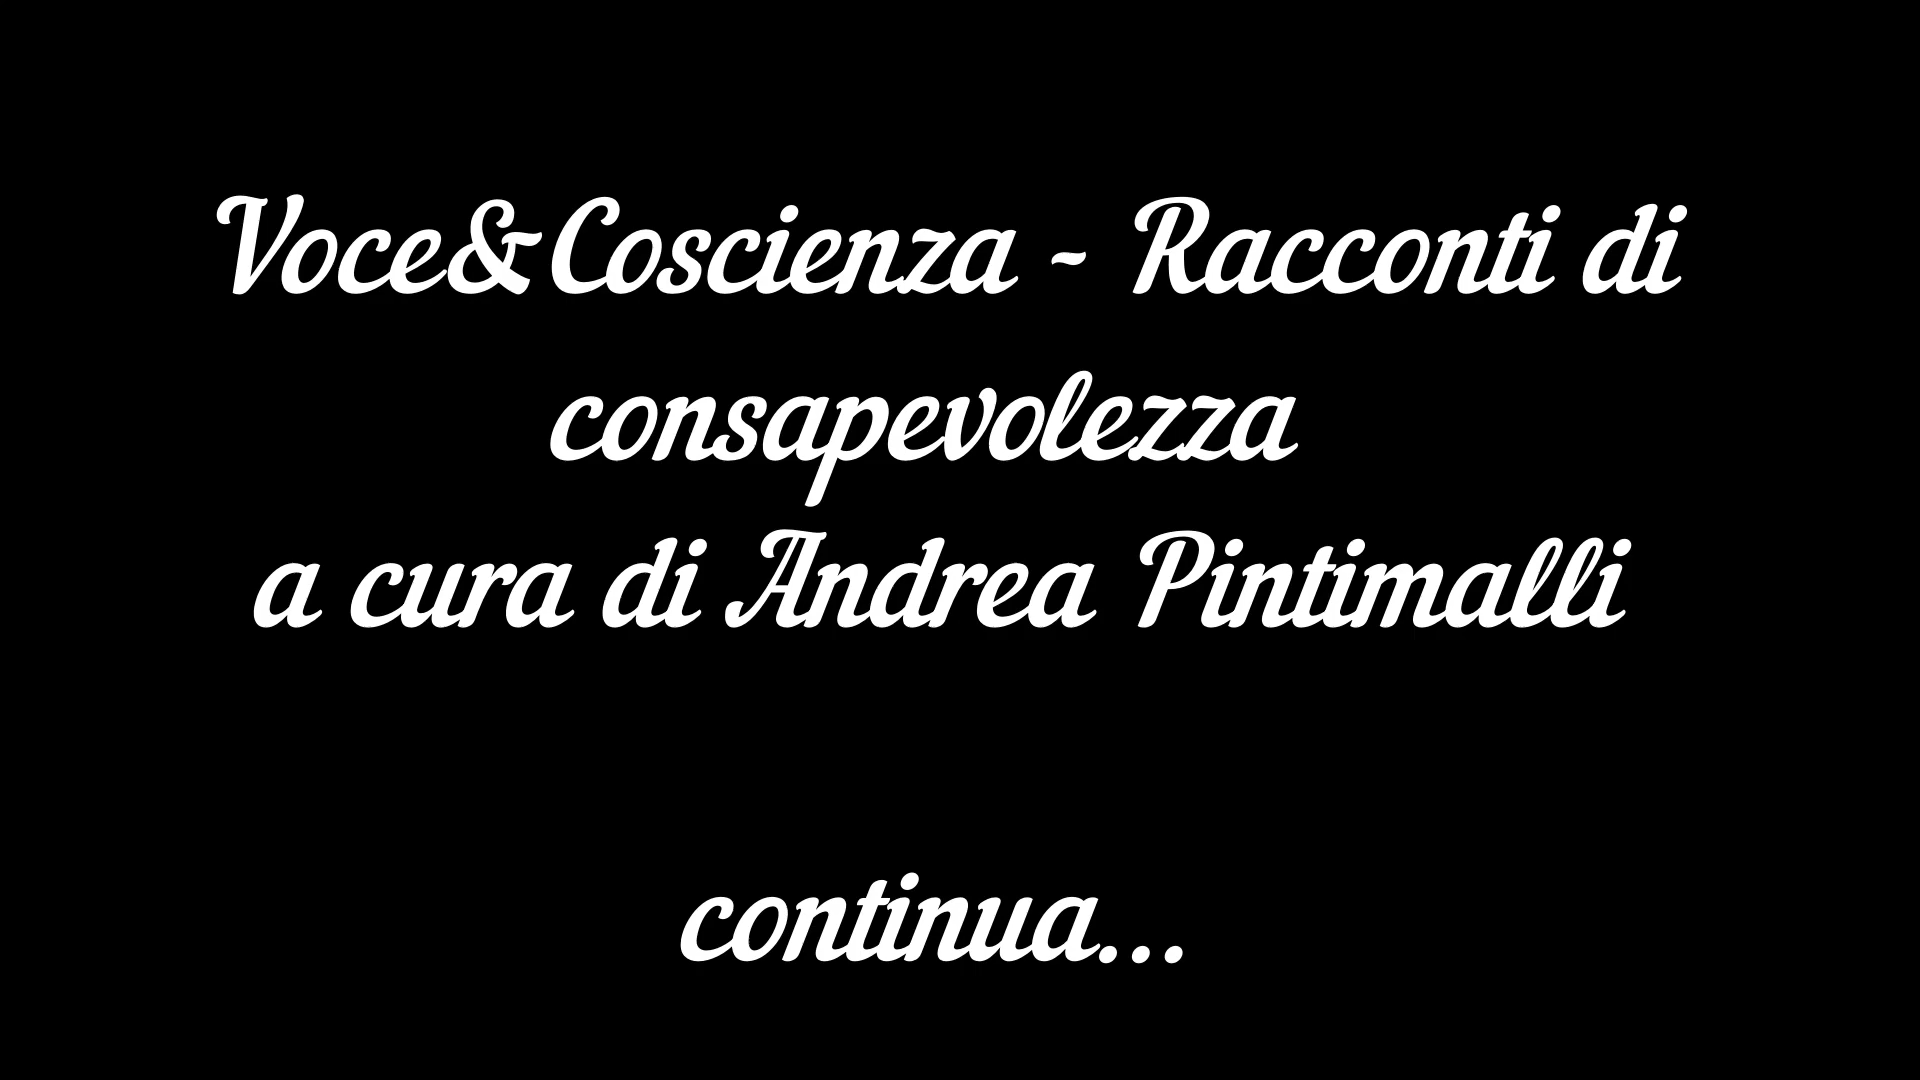 Voce&Coscienza - Racconti di
consapevolezza
a cura di Andrea Pintimalli
continua...